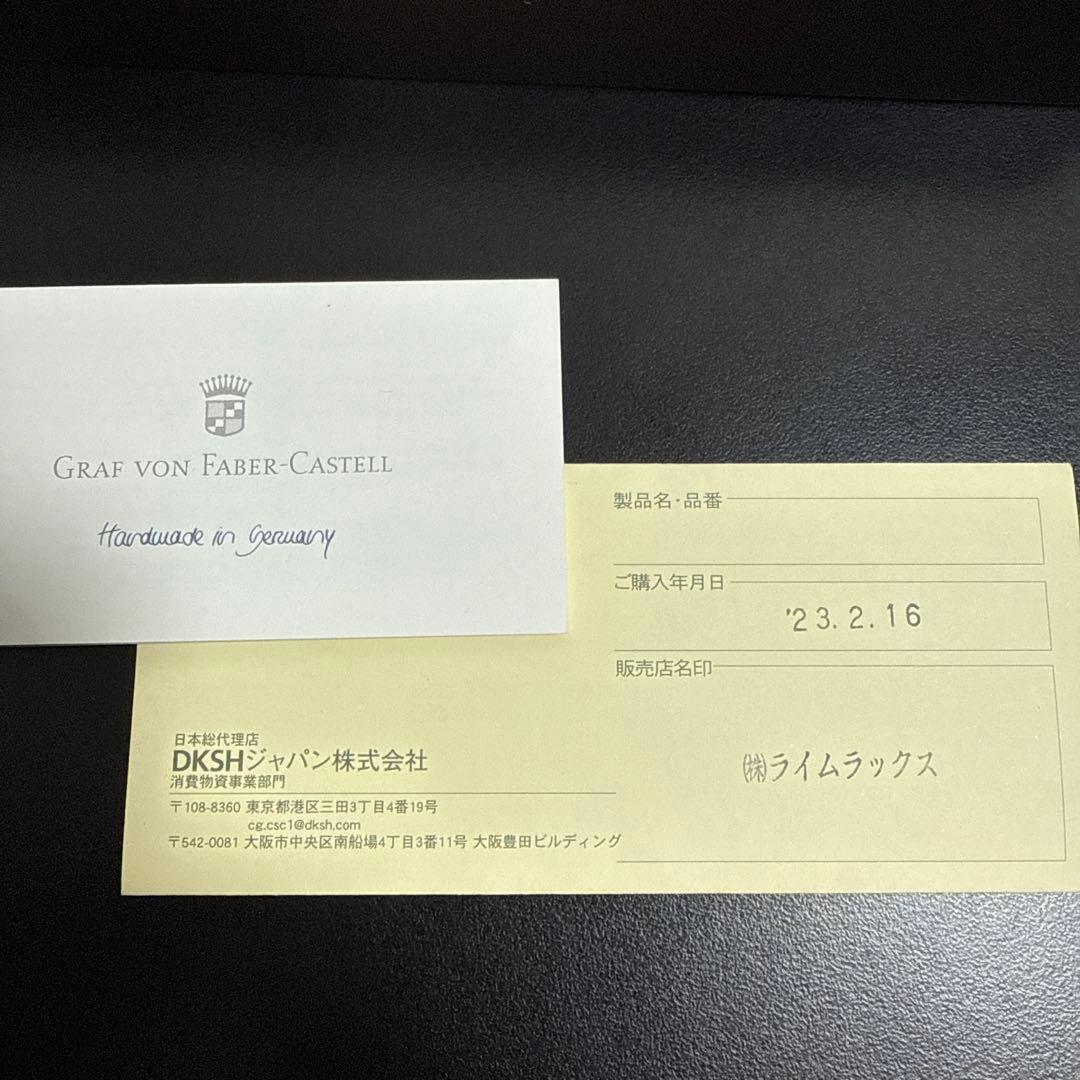 GRAF VON FABER-CASTELL
Handmade in Germany
製品名・品番
ご購入年月日
'23.2.16
販売店名印
㈱ライムラックス
日本総代理店
DKSHジャパン株式会社
消費物資事業部門
〒108-8360 東京都港区三田3丁目4番19号
cg.csc1@dksh.com
〒542-0081 大阪市中央区南船場4丁目3番11号 大阪豊田ビルディング